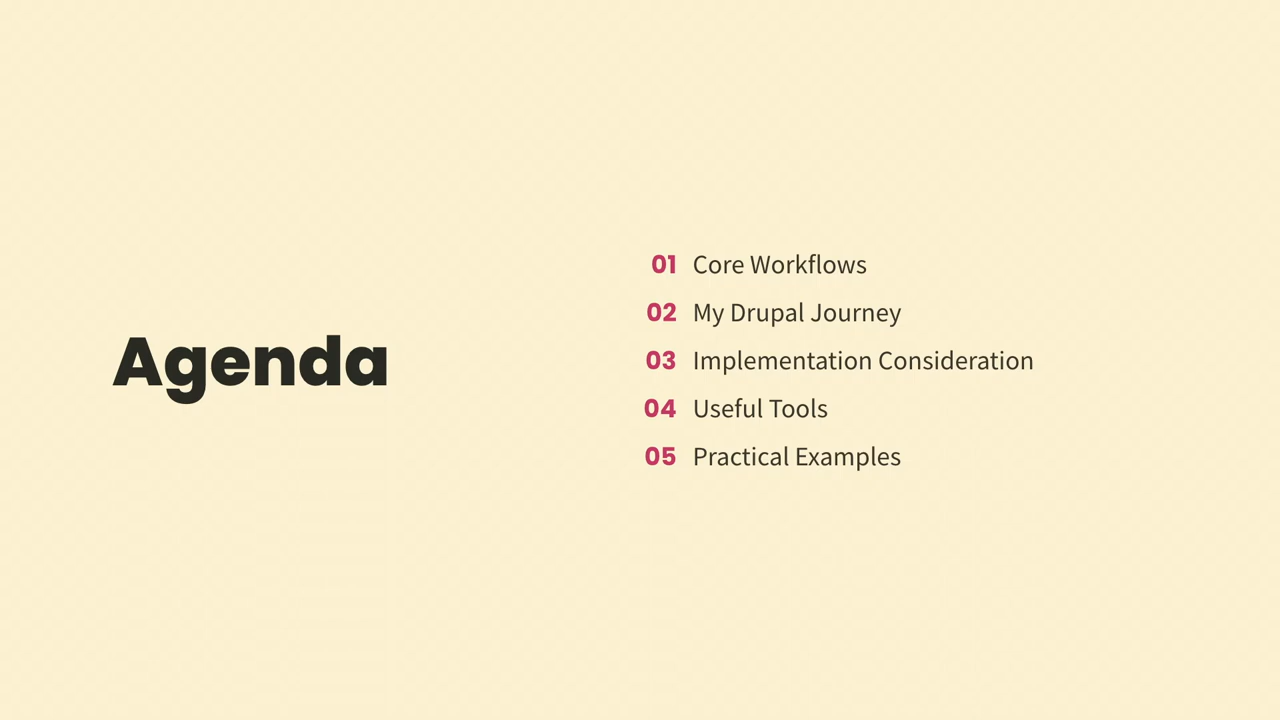 Agenda
01 Core Workflows
02 My Drupal Journey
03 Implementation Consideration
04 Useful Tools
05 Practical Examples